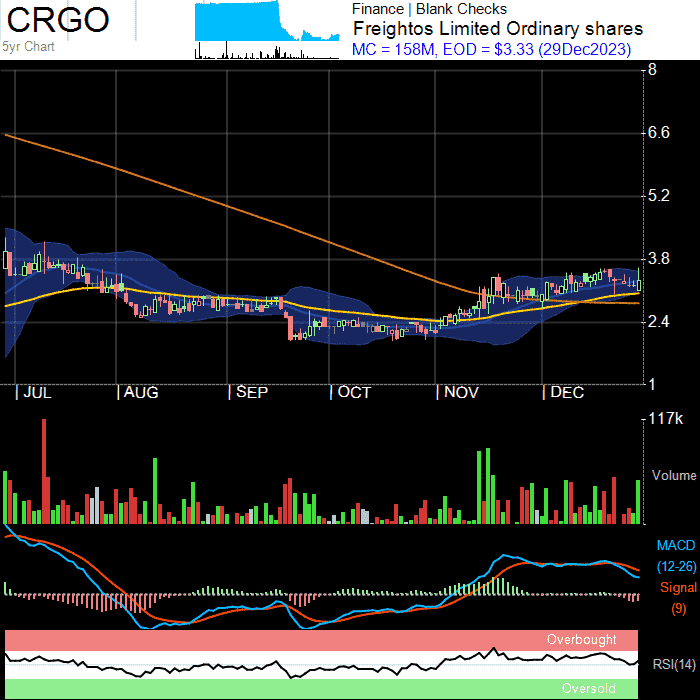 CRGO
5yr Chart
Finance | Blank Checks
Freightos Limited Ordinary shares
MC = 158M, EOD = $3.33 (29Dec2023)
8
6.6
5.2
3.8
2.4
1
JUL AUG SEP OCT NOV DEC
117k
Volume
MACD
(12-26)
Signal
(9)
Overbought
RSI(14)
Oversold